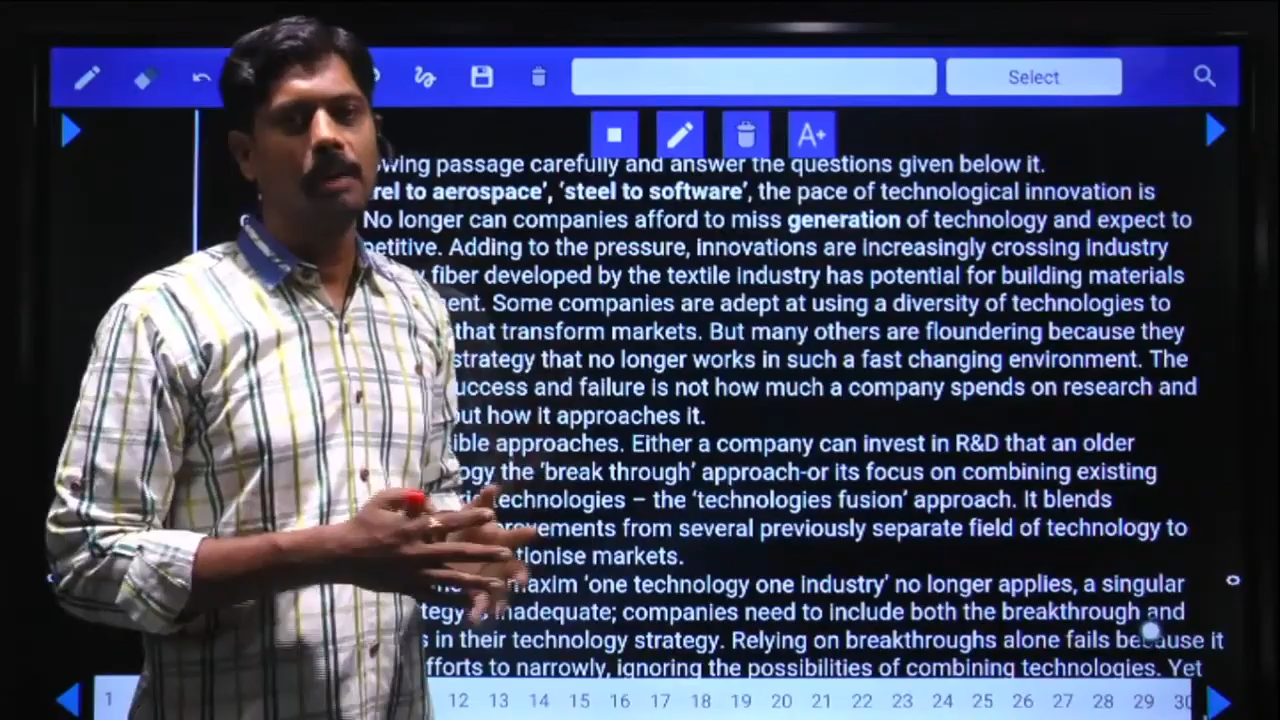 Select
A+
owing passage carefully and answer the questions given below it.
rel to aerospace’, ‘steel to software’, the pace of technological innovation is
No longer can companies afford to miss generation of technology and expect to
petitive. Adding to the pressure, innovations are increasingly crossing industry
fiber developed by the textile industry has potential for building materials
ent. Some companies are adept at using a diversity of technologies to
that transform markets. But many others are floundering because they
strategy that no longer works in such a fast changing environment. The
uccess and failure is not how much a company spends on research and
out how it approaches it.
ible approaches. Either a company can invest in R&D that an older
ogy the ‘break through’ approach-or its focus on combining existing
technologies – the ‘technologies fusion’ approach. It blends
rovements from several previously separate field of technology to
tionise markets.
maxim ‘one technology one industry’ no longer applies, a singular
tegy is inadequate; companies need to include both the breakthrough and
s in their technology strategy. Relying on breakthroughs alone fails because it
fforts to narrowly, ignoring the possibilities of combining technologies. Yet
1 12 13 14 15 16 17 18 19 20 21 22 23 24 25 26 27 28 29 30